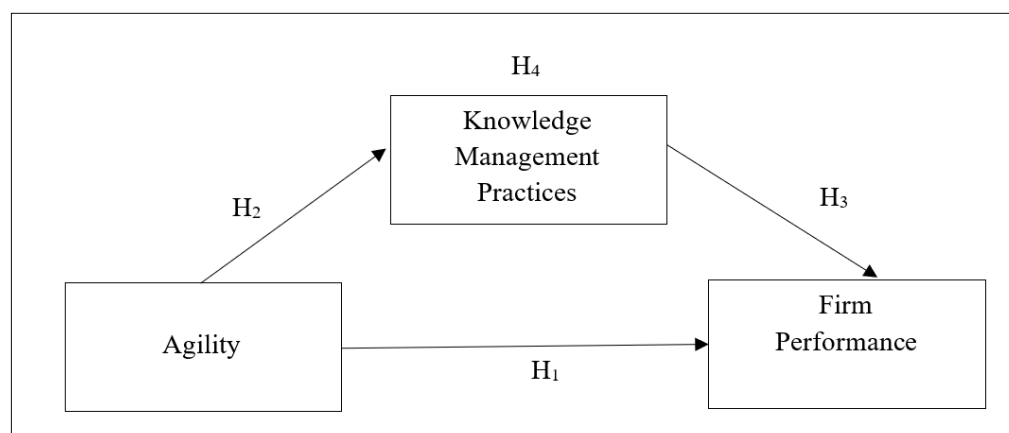 H₄
Knowledge
Management
Practices
H₂
H₃
Agility
Firm
Performance
H₁